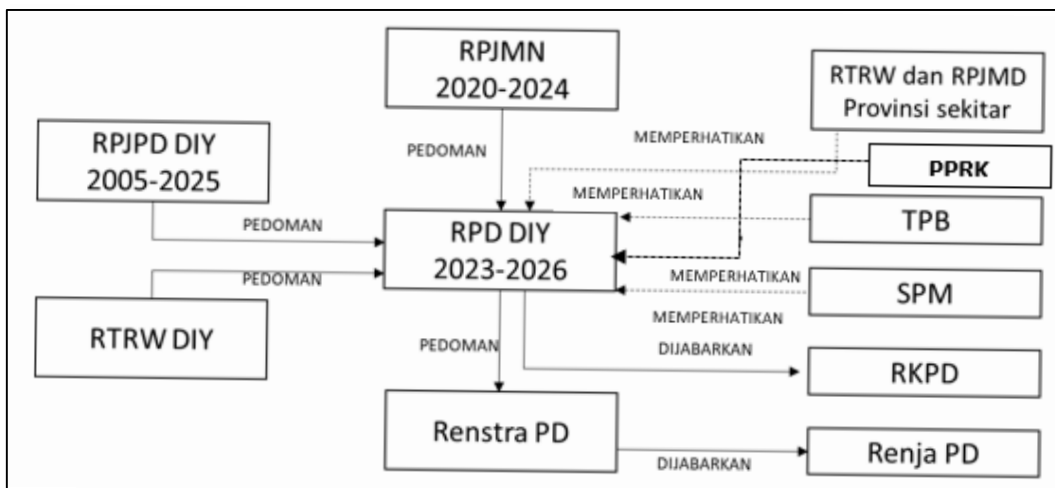 RPJMN
2020-2024
RTRW dan RPJMD
Provinsi sekitar
MEMPERHATIKAN
RPJPD DIY
2005-2025
PEDOMAN
PPRK
MEMPERHATIKAN
TPB
PEDOMAN
RPD DIY
2023-2026
PEDOMAN
MEMPERHATIKAN
SPM
RTRW DIY
MEMPERHATIKAN
PEDOMAN
DIJABARKAN
RKPD
Renstra PD
DIJABARKAN
Renja PD